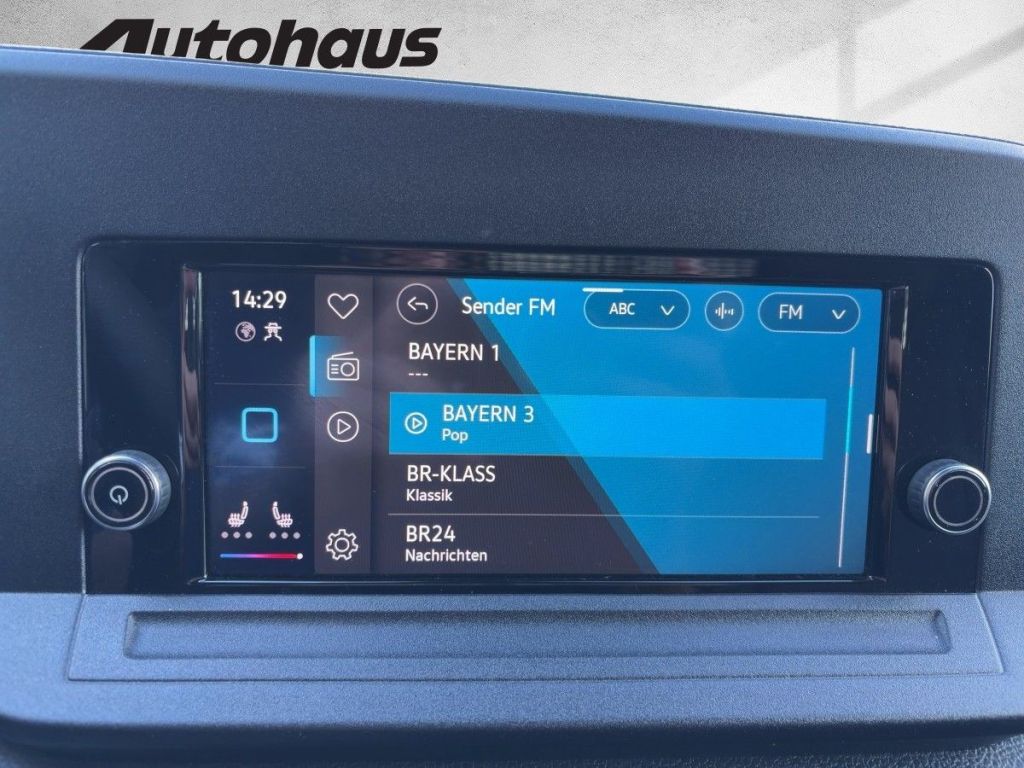 Autohaus
14:29
Sender FM
ABC
FM
BAYERN 1
---
BAYERN 3
Pop
BR-KLASS
Klassik
BR24
Nachrichten